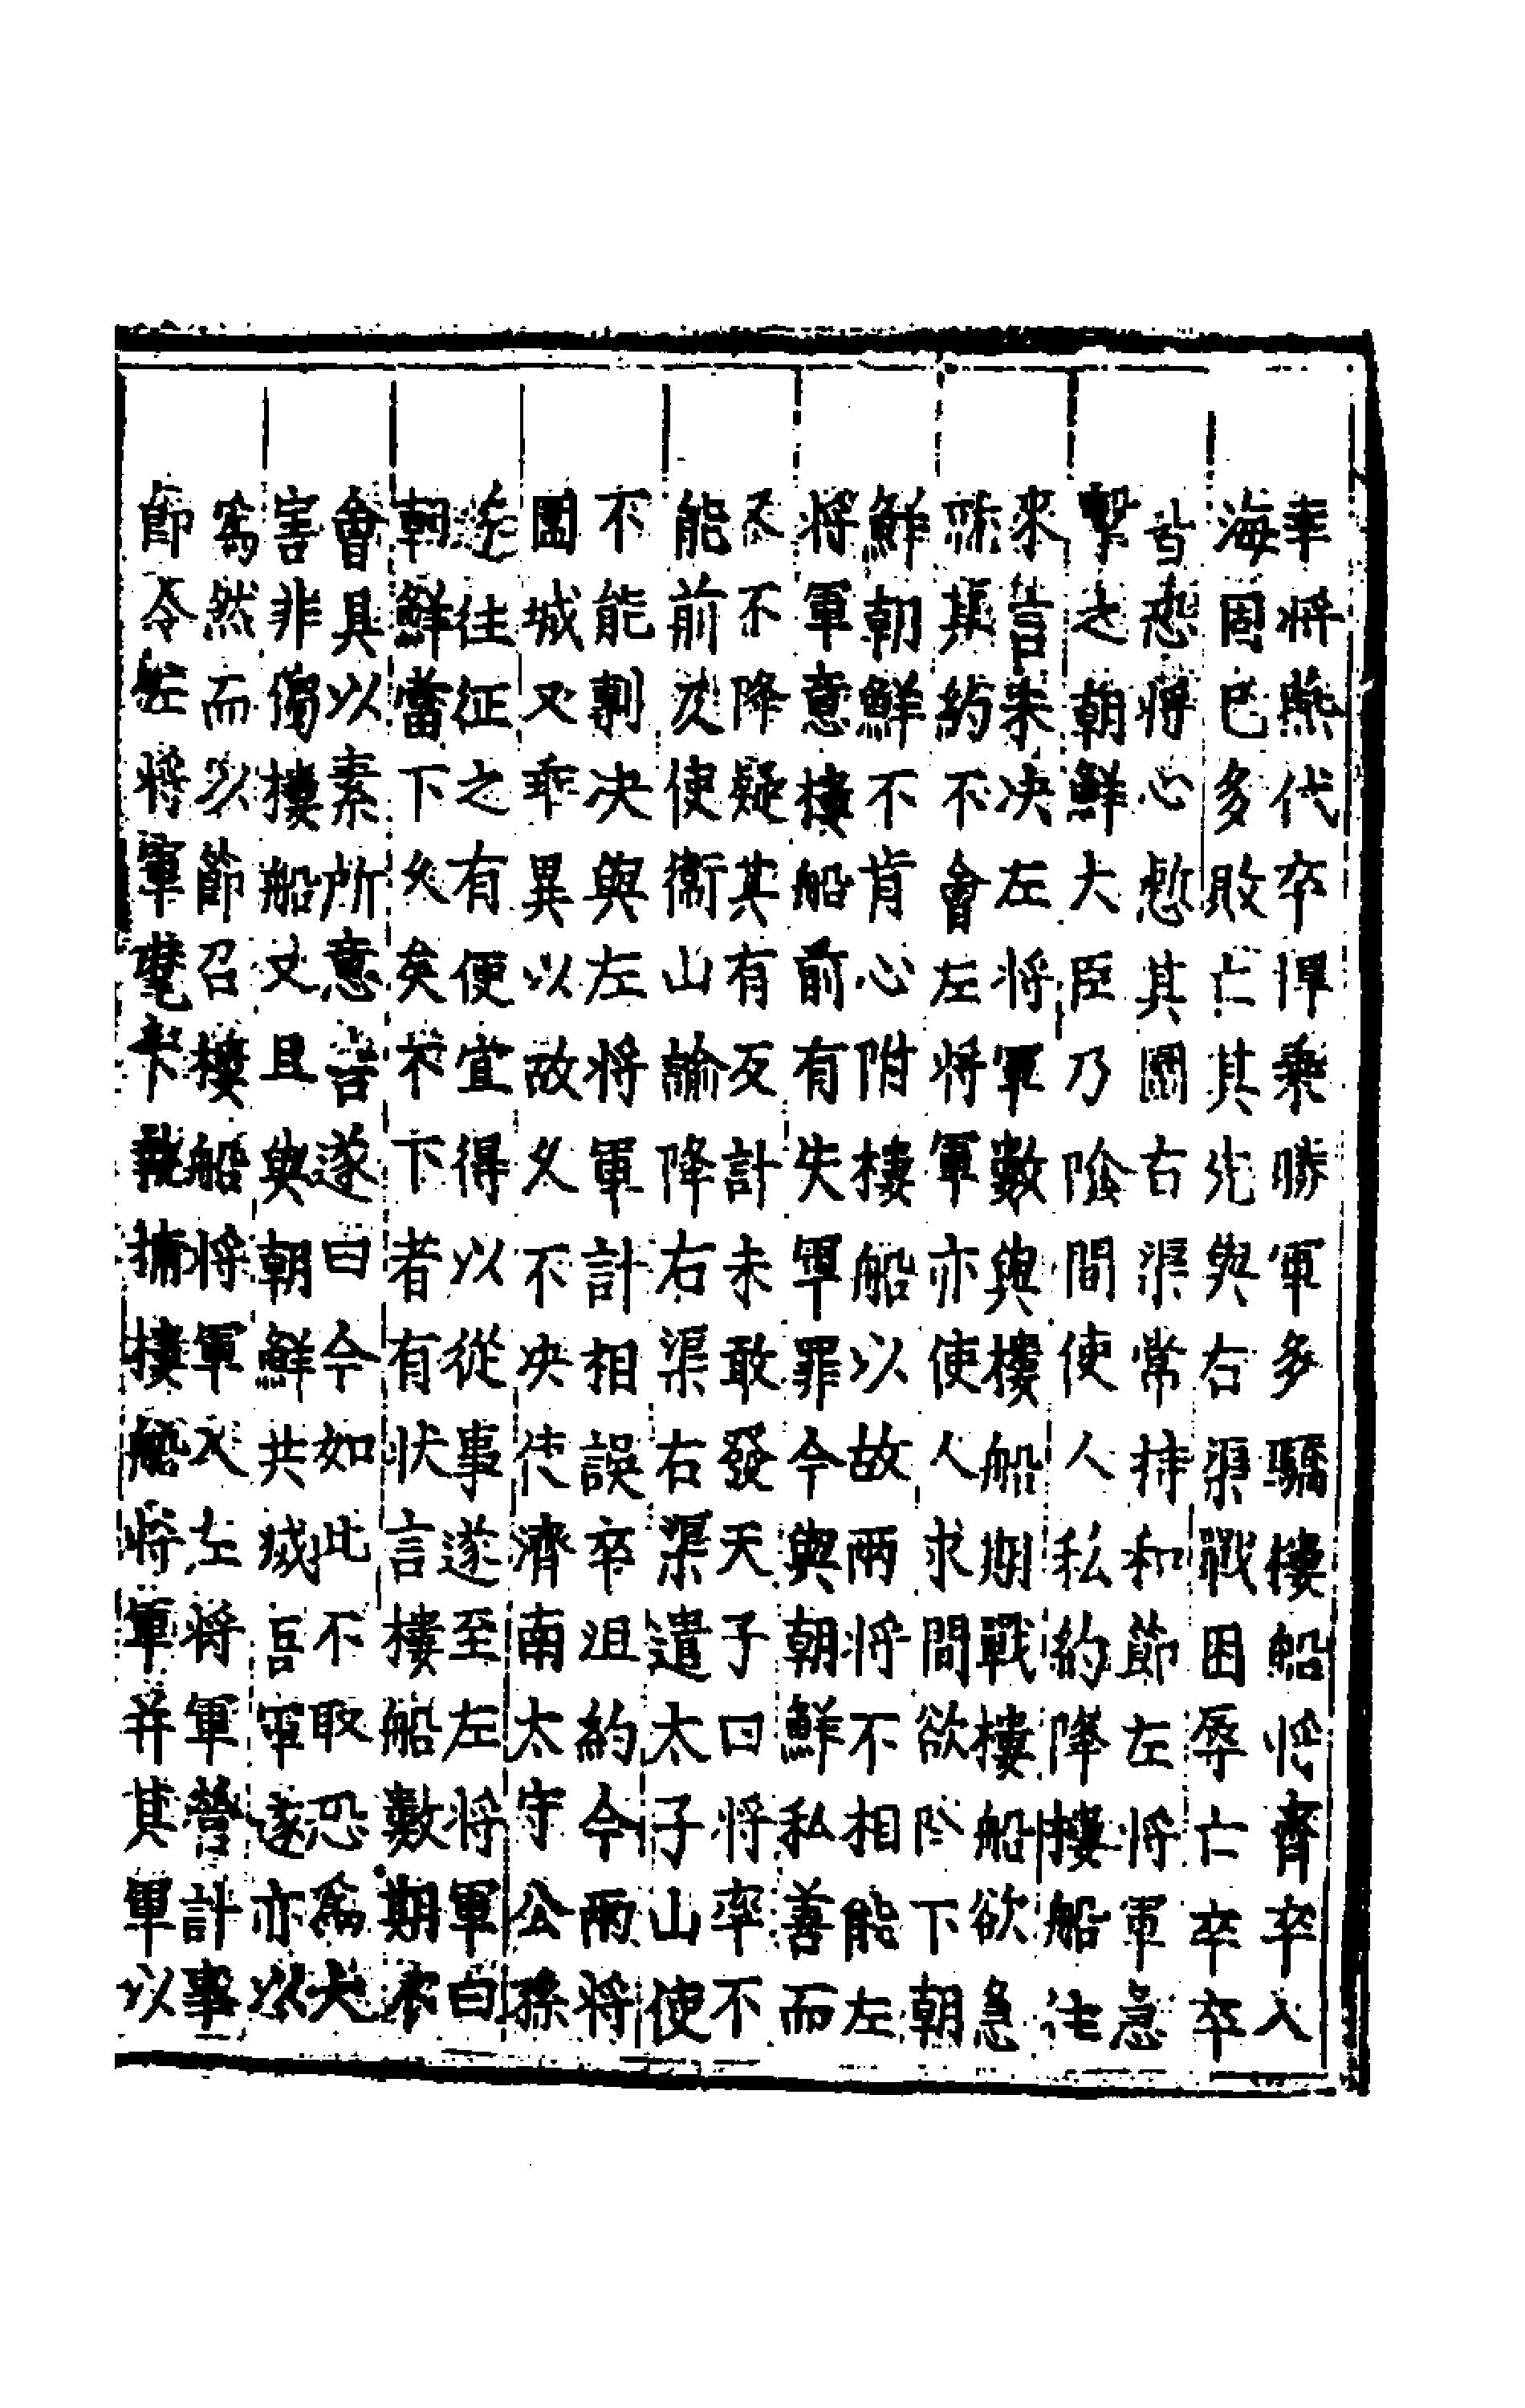 幸將燕代卒悍乗勝軍多驕樓船將齊卒入
海固已多敗亡其先與右渠戰困辱亡卒卒
皆恐將心慙其圍右渠常持和節左將軍急
擊之朝鮮大臣乃陰間使人私約降樓船往
來言未决左將軍數與樓船期戰樓船欲急
就其約不會左將軍亦使人求間欲降下朝
鮮朝鮮不肯心附樓船以故兩將不相能左
將軍意樓船前有失軍罪今與朝鮮私善而
又不降疑其有反計未敢發天子曰將率不
能前及使衛山諭降右渠右渠遣太子山使
不能剸决與左將軍計相誤卒沮約今兩將
圍城又乖異以故久不决使濟南太守公孫
遂往征之有便宜得以從事遂至左將軍曰
朝鮮當下久矣不下者有狀言樓船數期不
會具以素所意告遂曰今如此不取恐爲大
害非獨樓船又且與朝鮮共滅吾軍遂亦以
爲然而以節召樓船將軍入左將軍營計事
即令左將軍麾下執捕樓船將軍并其軍以